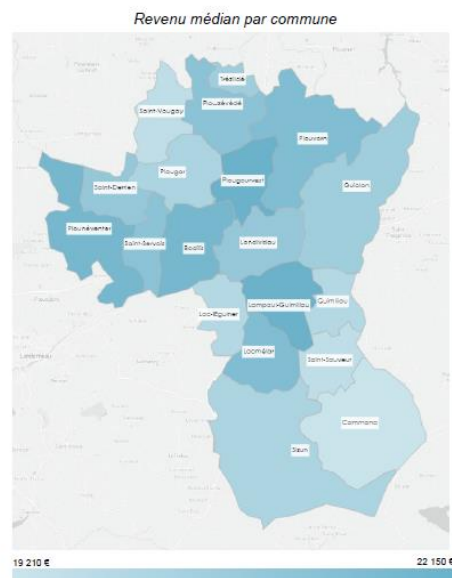 Revenu médian par commune
Trézildé
Plouzévédé
Saint-Vougay
Plouvorn
Plougar
Plougourvest
Saint-Derrien
Guiclan
Plounéventer
Saint-Servais
Bodilis
Landivisiau
Lampaul-Guimiliau
Guimiliau
Loc-Eguiner
Locmélar
Saint-Sauveur
Commana
Sizun
19 210 €
22 150 €